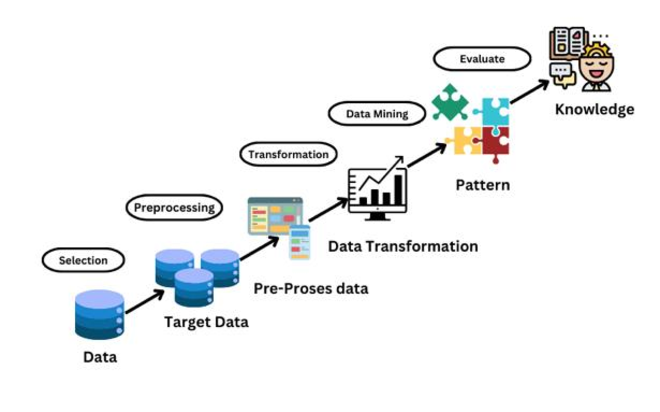 Evaluate
Knowledge
Data Mining
Pattern
Transformation
Data Transformation
Preprocessing
Pre-Proses data
Selection
Target Data
Data